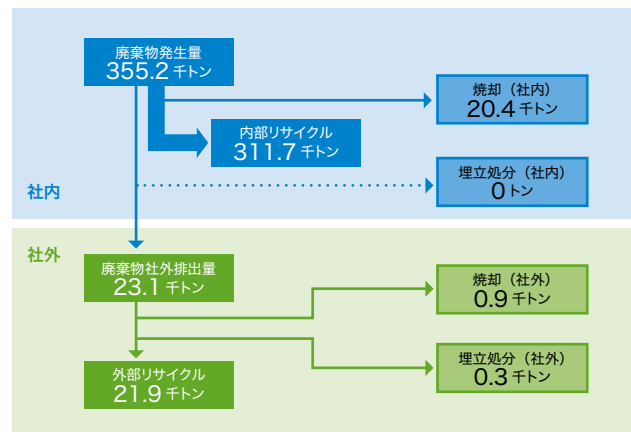 廃棄物発生量
355.2 千トン
焼却（社内）
20.4 千トン
内部リサイクル
311.7 千トン
埋立処分（社内）
0 トン
社内
社外
廃棄物社外排出量
23.1 千トン
焼却（社外）
0.9 千トン
埋立処分（社外）
0.3 千トン
外部リサイクル
21.9 千トン